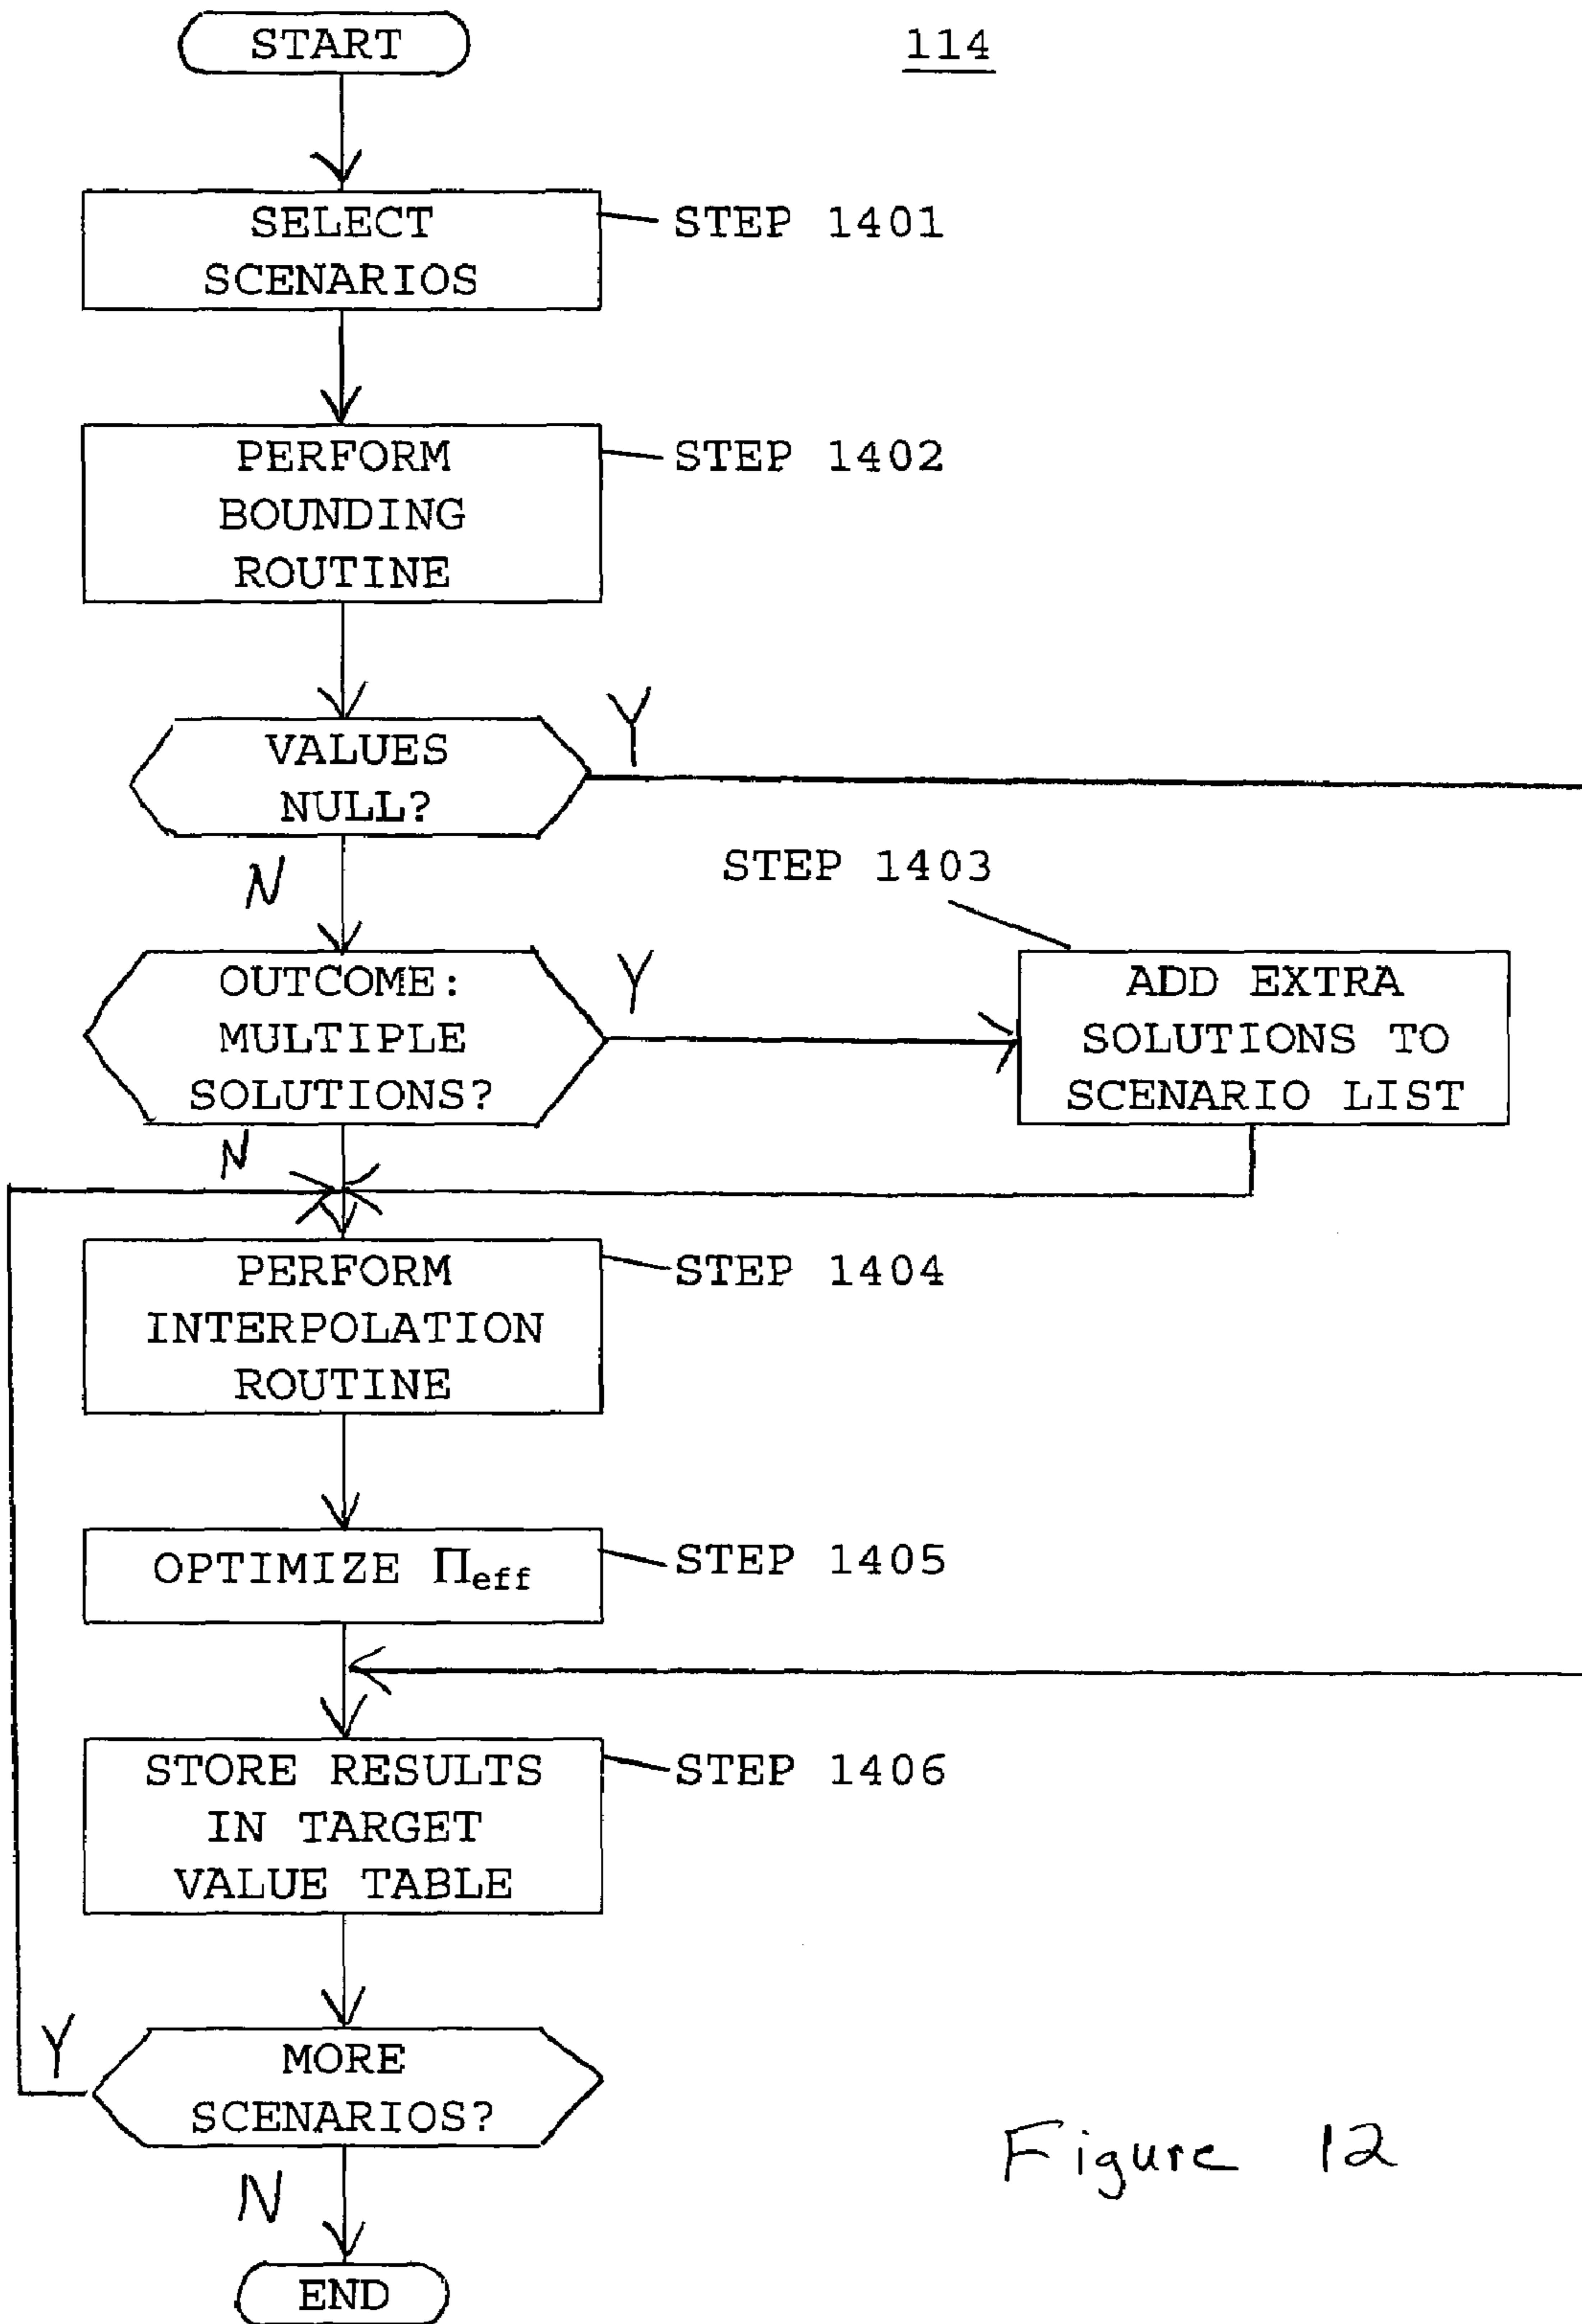 START
114
SELECT
SCENARIOS
STEP 1401
PERFORM
BOUNDING
ROUTINE
STEP 1402
VALUES
NULL?
Y
N
STEP 1403
OUTCOME:
MULTIPLE
SOLUTIONS?
Y
ADD EXTRA
SOLUTIONS TO
SCENARIO LIST
N
PERFORM
INTERPOLATION
ROUTINE
STEP 1404
OPTIMIZE Πeff
STEP 1405
STORE RESULTS
IN TARGET
VALUE TABLE
STEP 1406
Y
MORE
SCENARIOS?
N
Figure 12
END